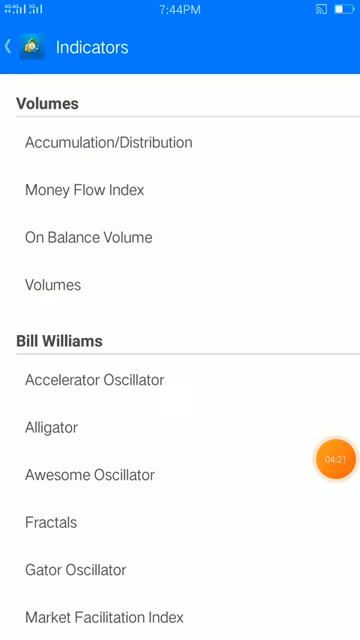 7:44PM
Indicators
Volumes
Accumulation/Distribution
Money Flow Index
On Balance Volume
Volumes
Bill Williams
Accelerator Oscillator
Alligator
04:21
Awesome Oscillator
Fractals
Gator Oscillator
Market Facilitation Index